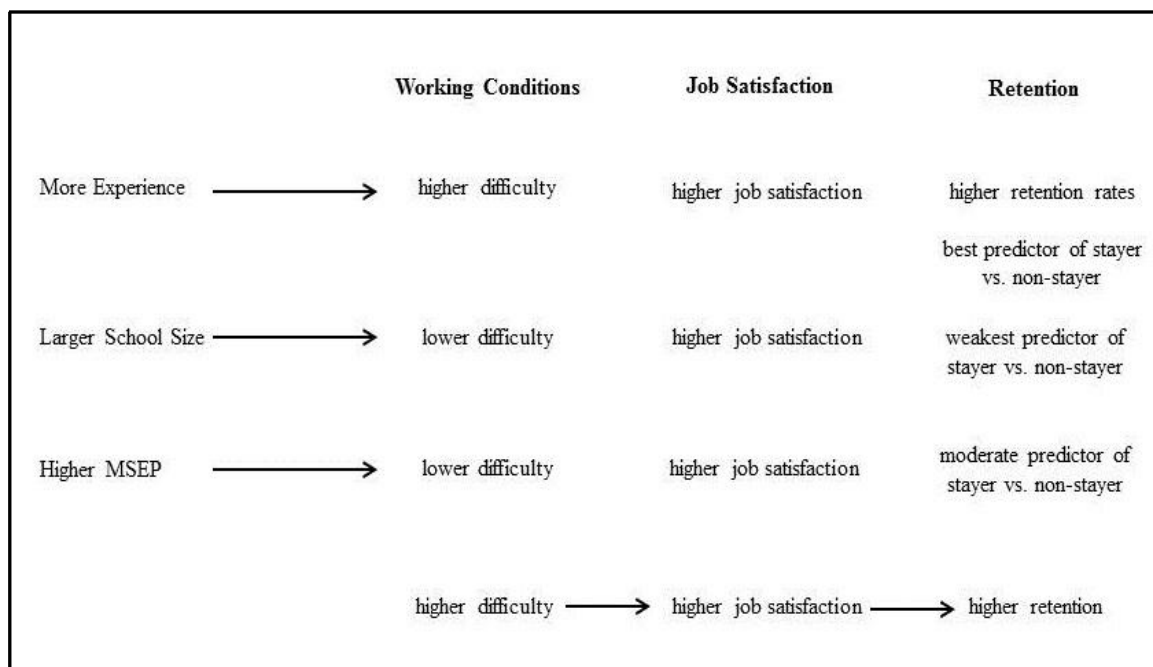 Working Conditions Job Satisfaction Retention
More Experience higher difficulty higher job satisfaction higher retention rates
best predictor of stayer
vs. non-stayer
Larger School Size lower difficulty higher job satisfaction weakest predictor of
stayer vs. non-stayer
Higher MSEP lower difficulty higher job satisfaction moderate predictor of
stayer vs. non-stayer
higher difficulty higher job satisfaction higher retention